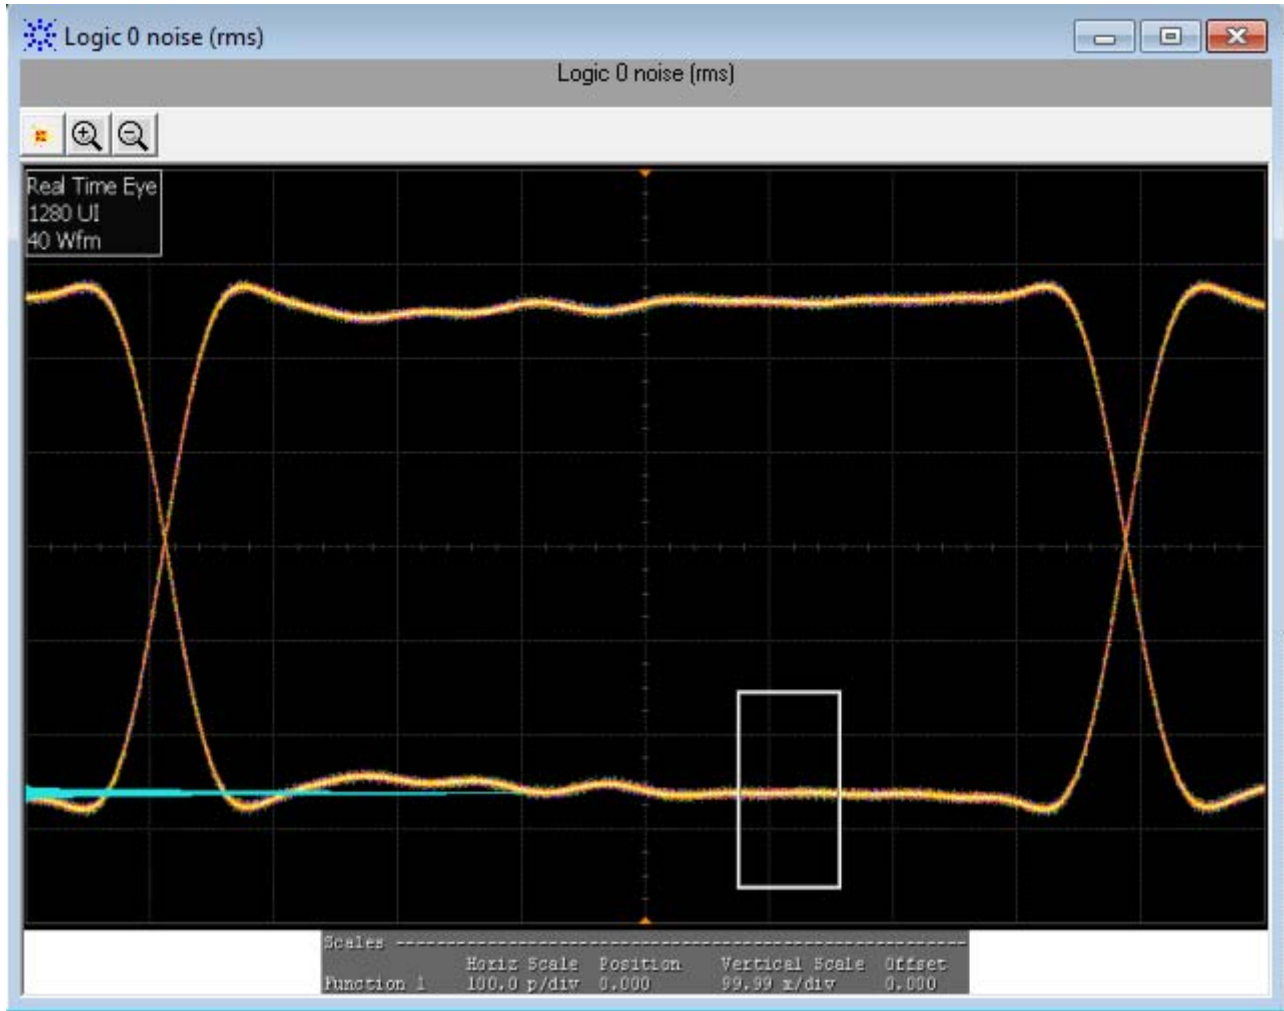 Logic 0 noise (rms)
Logic 0 noise (rms)
Real Time Eye
1280 UI
40 Wfm
Scales ---------------------------------------------------------
Horiz Scale Position Vertical Scale Offset
Function 1 100.0 p/div 0.000 99.99 x/div 0.000